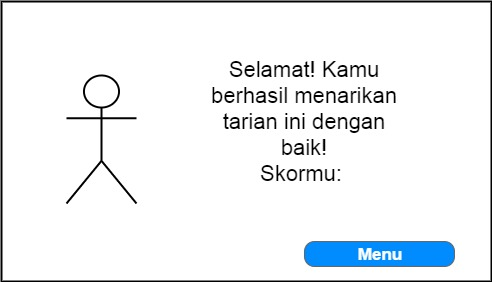 Selamat! Kamu
berhasil menarikan
tarian ini dengan
baik!
Skormu:
Menu